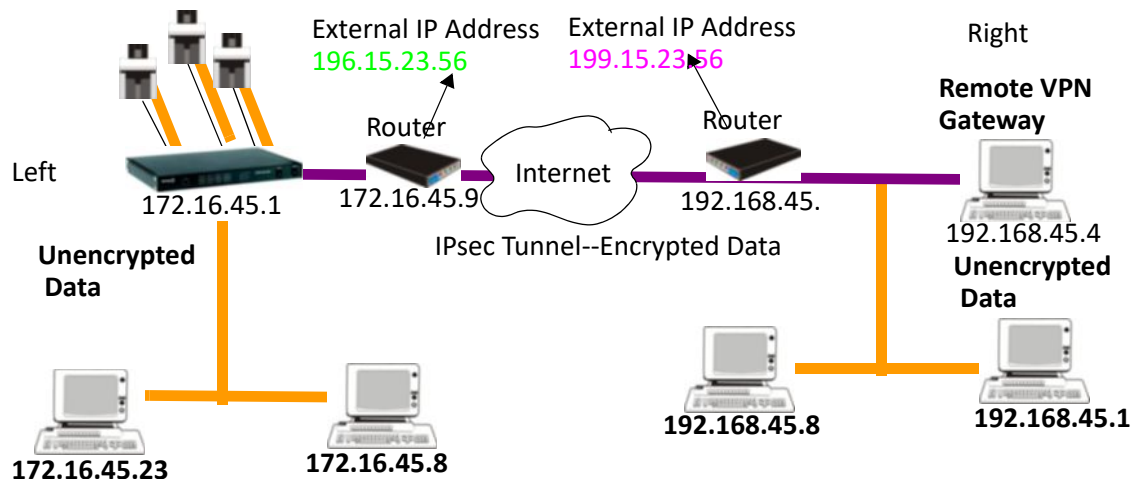 External IP Address
196.15.23.56
External IP Address
199.15.23.56
Right
Remote VPN
Gateway
Router
Router
Left
Internet
172.16.45.1
172.16.45.9
192.168.45.
192.168.45.4
IPsec Tunnel--Encrypted Data
Unencrypted
Data
Unencrypted
Data
192.168.45.8
192.168.45.1
172.16.45.23
172.16.45.8